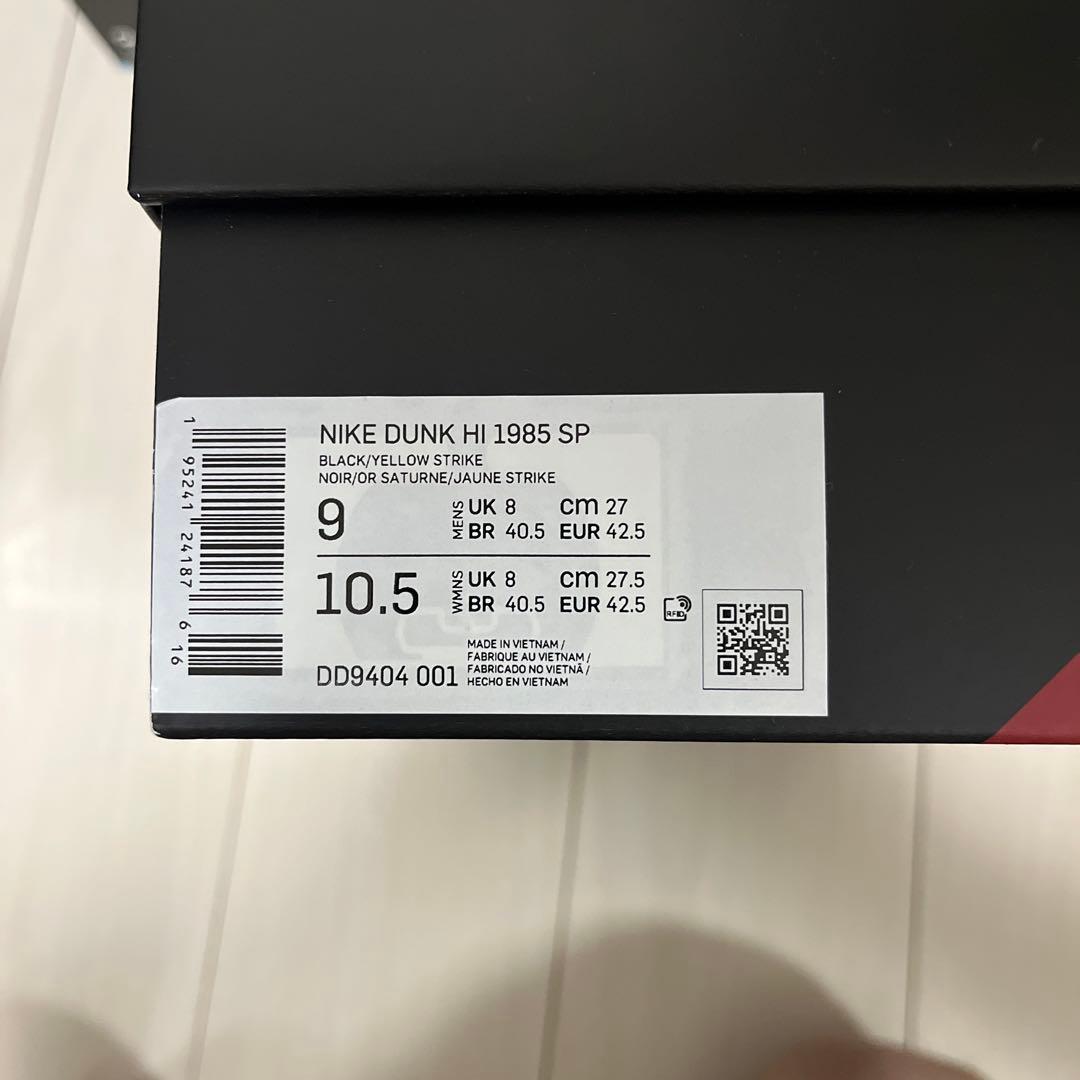 NIKE DUNK HI 1985 SP
BLACK/YELLOW STRIKE
NOIR/OR SATURNE/JAUNE STRIKE
9 MENS UK 8 cm 27
BR 40.5 EUR 42.5
10.5 WMNS UK 8 cm 27.5
BR 40.5 EUR 42.5
RFID
MADE IN VIETNAM /
FABRIQUE AU VIETNAM /
FABRICADO NO VIETNÃ /
HECHO EN VIETNAM
DD9404 001
1 95241 24187 6 16